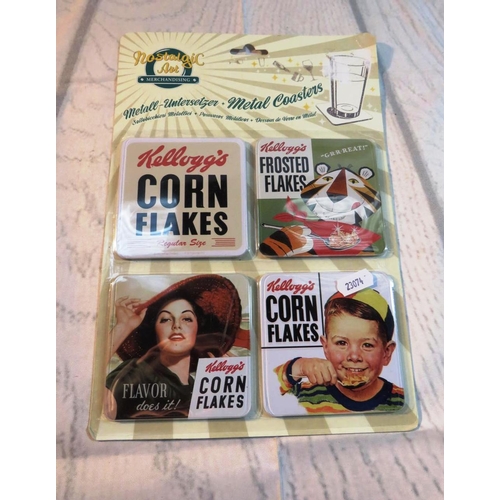 Nostalgic
Art
MERCHANDISING
Metall-Untersetzer · Metal Coasters
Kellogg's
CORN
FLAKES
Regular Size
Kellogg's
FROSTED
FLAKES
"GR-R-REAT!"
FLAVOR
does it!
Kellogg's
CORN
FLAKES
Kellogg's
CORN
FLAKES
23074